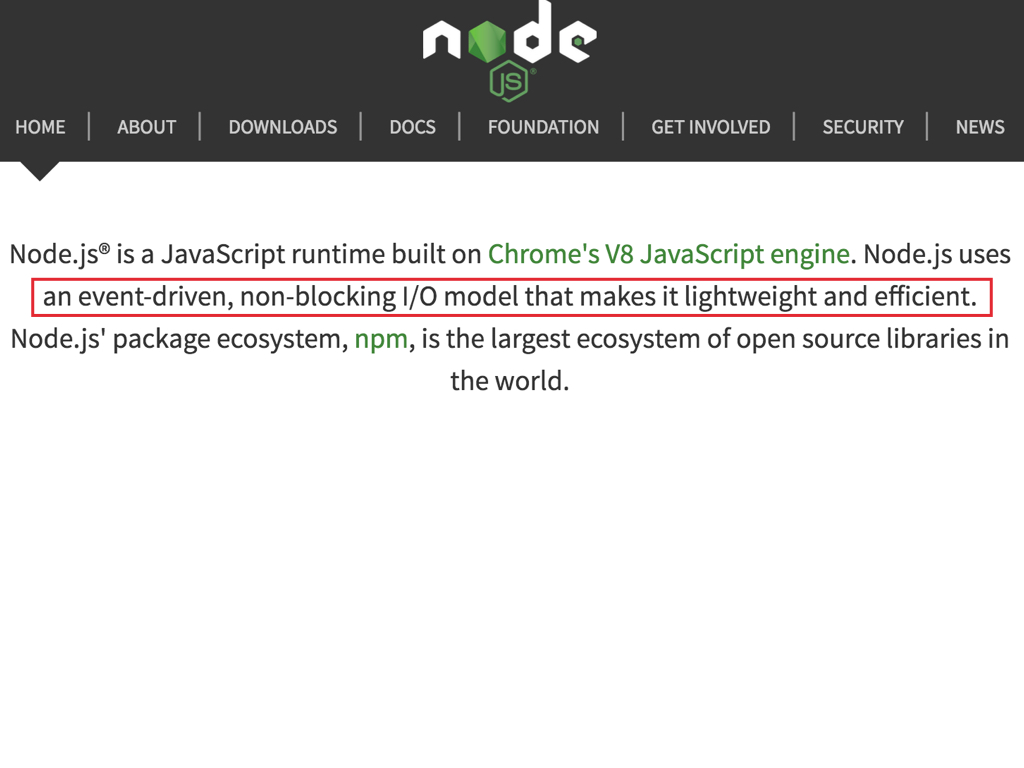 node
JS®
HOME | ABOUT | DOWNLOADS | DOCS | FOUNDATION | GET INVOLVED | SECURITY | NEWS
Node.js® is a JavaScript runtime built on Chrome's V8 JavaScript engine. Node.js uses
an event-driven, non-blocking I/O model that makes it lightweight and efficient.
Node.js' package ecosystem, npm, is the largest ecosystem of open source libraries in
the world.